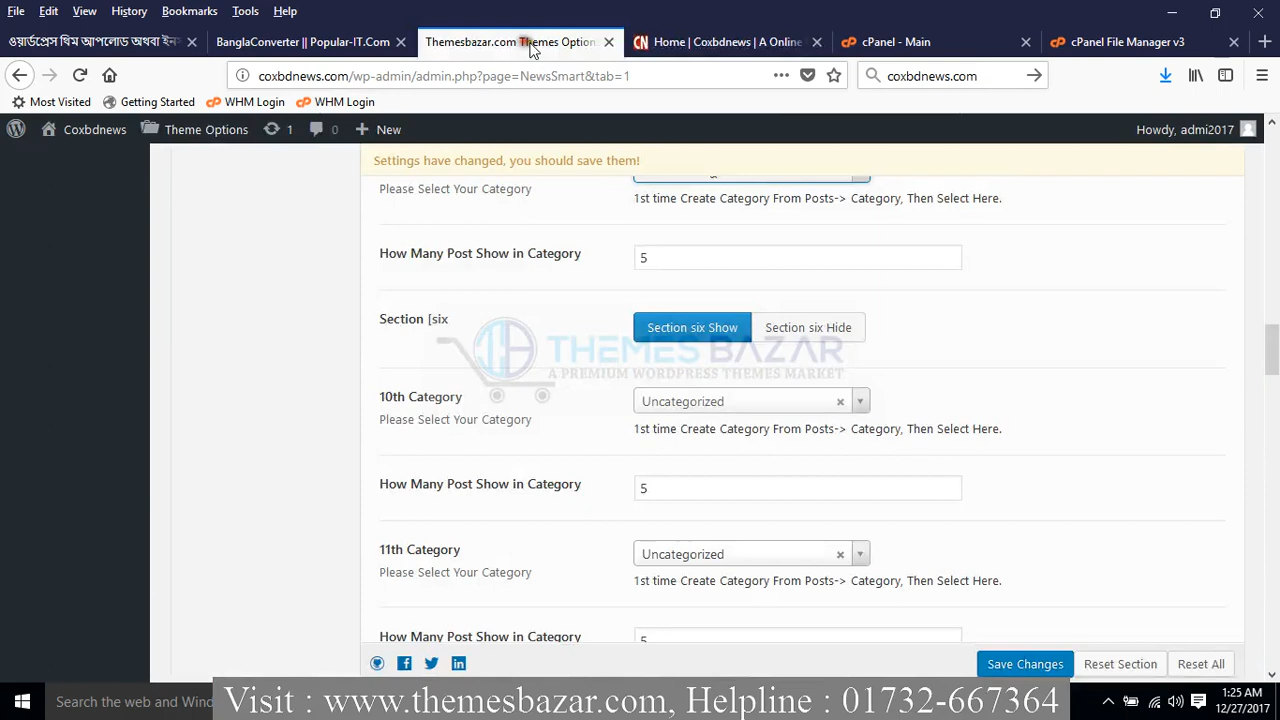 File Edit View History Bookmarks Tools Help
ওয়ার্ডপ্রেস থিম আপলোড অথবা ইনস
BanglaConverter || Popular-IT.Com
Themesbazar.com Themes Option
Home | Coxbdnews | A Online
cPanel - Main
cPanel File Manager v3
coxbdnews.com/wp-admin/admin.php?page=NewsSmart&tab=1
coxbdnews.com
Most Visited Getting Started WHM Login WHM Login
Coxbdnews Theme Options 1 0 New Howdy, admi2017
Settings have changed, you should save them!
Please Select Your Category
1st time Create Category From Posts-> Category, Then Select Here.
How Many Post Show in Category 5
Section [six Section six Show Section six Hide
THEMES BAZAR
A PREMIUM WORDPRESS THEMES MARKET
10th Category Uncategorized
Please Select Your Category
1st time Create Category From Posts-> Category, Then Select Here.
How Many Post Show in Category 5
11th Category Uncategorized
Please Select Your Category
1st time Create Category From Posts-> Category, Then Select Here.
How Many Post Show in Category 5
Save Changes Reset Section Reset All
Search the web and Wind
Visit : www.themesbazar.com, Helpline : 01732-667364
1:25 AM
12/27/2017